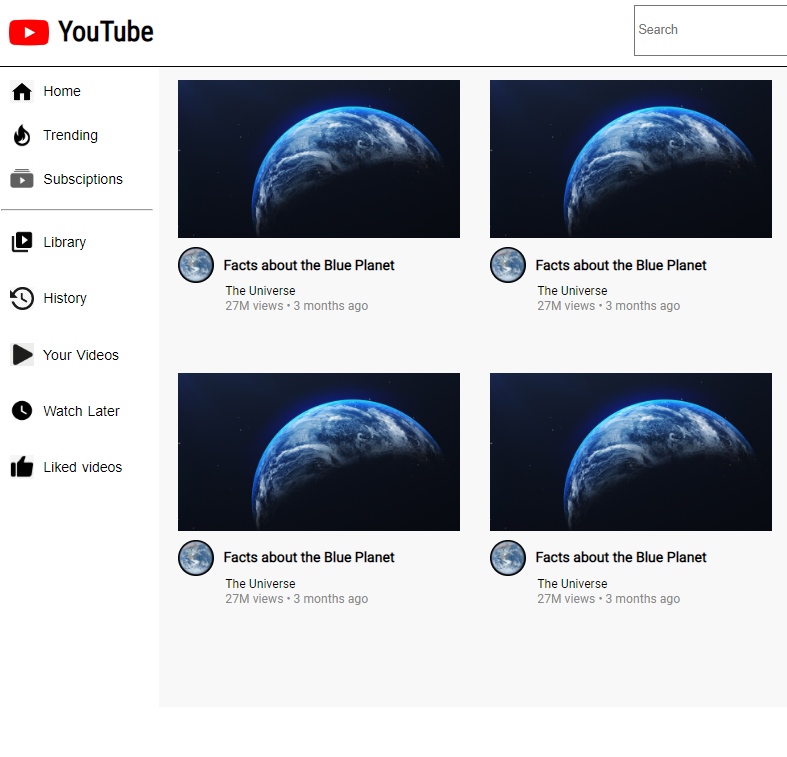 YouTube
Search
Home
Trending
Subsciptions
Library
History
Your Videos
Watch Later
Liked videos
Facts about the Blue Planet
The Universe
27M views • 3 months ago
Facts about the Blue Planet
The Universe
27M views • 3 months ago
Facts about the Blue Planet
The Universe
27M views • 3 months ago
Facts about the Blue Planet
The Universe
27M views • 3 months ago